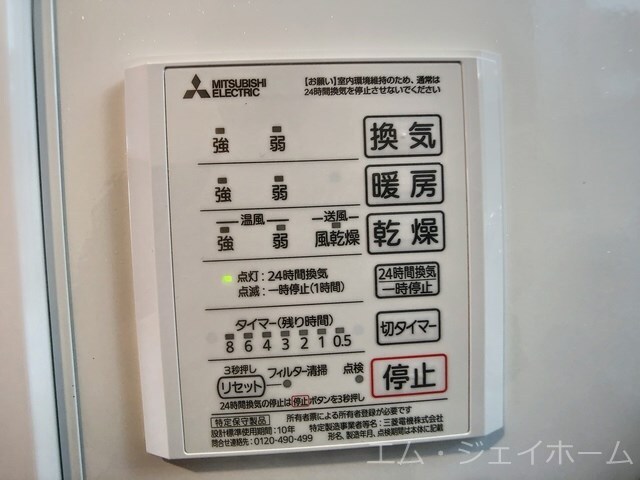 MITSUBISHI
ELECTRIC
【お願い】室内環境維持のため、通常は
24時間換気を停止させないでください
強 弱 換気
強 弱 暖房
温風 送風
強 弱 風乾燥 乾燥
点灯：24時間換気
点滅：一時停止(1時間)
24時間換気
一時停止
タイマー(残り時間)
8 6 4 3 2 1 0.5
切タイマー
3秒押し
リセット フィルター清掃 点検
停止
24時間換気の停止は停止ボタンを3秒押し
特定保守製品 所有者票による所有者登録が必要です
設計標準使用期間：10年 特定製造事業者等名：三菱電機株式会社
問合せ連絡先：0120-490-499 形名、製造年月、点検期間は本体に記載
エム・ジェイホーム